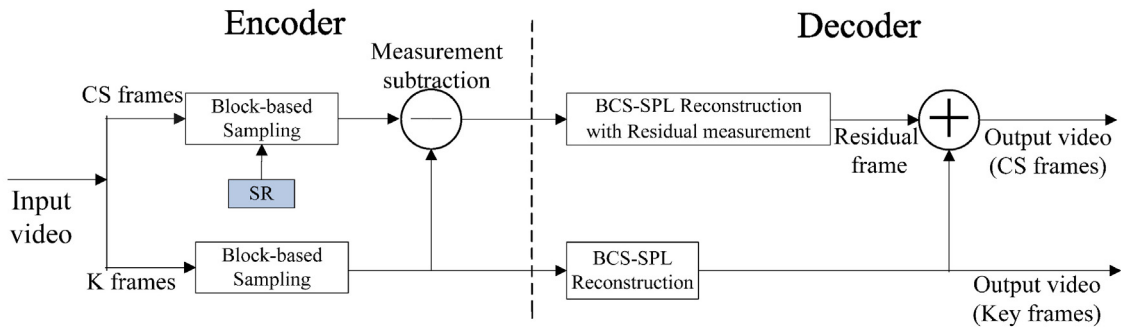 Encoder
Decoder
Measurement
subtraction
CS frames
Block-based
Sampling
BCS-SPL Reconstruction
with Residual measurement
Residual
frame
Output video
(CS frames)
SR
Input
video
K frames
Block-based
Sampling
BCS-SPL
Reconstruction
Output video
(Key frames)